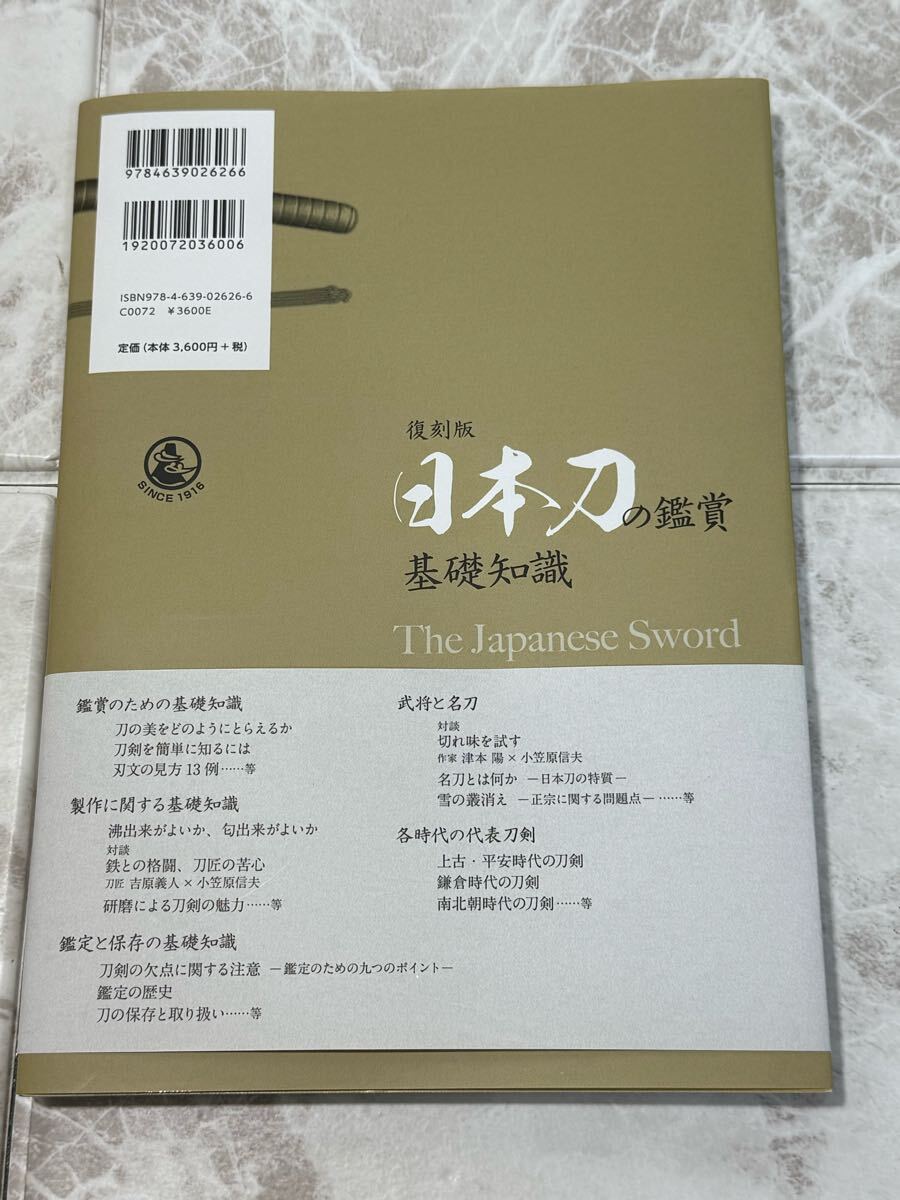 9784639026266
1920072036006
ISBN978-4-639-02626-6
C0072 ¥3600E
定価(本体3,600円+税)
SINCE 1916
復刻版
日本刀の鑑賞
基礎知識
The Japanese Sword
鑑賞のための基礎知識
刀の美をどのようにとらえるか
刀剣を簡単に知るには
刃文の見方13例……等
製作に関する基礎知識
沸出来がよいか、匂出来がよいか
対談
鉄との格闘、刀匠の苦心
刀匠 吉原義人×小笠原信夫
研磨による刀剣の魅力……等
鑑定と保存の基礎知識
刀剣の欠点に関する注意 ―鑑定のための九つのポイント―
鑑定の歴史
刀の保存と取り扱い……等
武将と名刀
対談
切れ味を試す
作家 津本 陽×小笠原信夫
名刀とは何か ―日本刀の特質―
雪の叢消え ―正宗に関する問題点―……等
各時代の代表刀剣
上古・平安時代の刀剣
鎌倉時代の刀剣
南北朝時代の刀剣……等